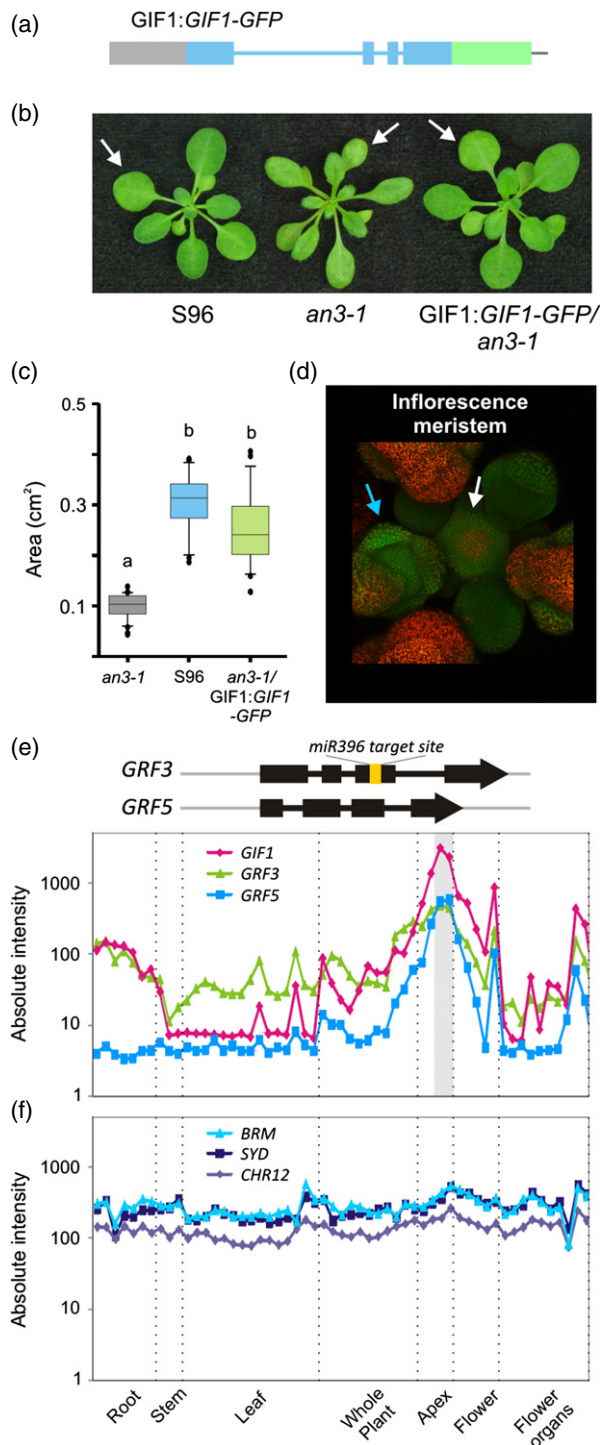 (a)
GIF1:GIF1-GFP
(b)
S96
an3-1
GIF1:GIF1-GFP/
an3-1
(c)
0.5
b
b
0.3
Area (cm²)
a
0.1
an3-1
S96
an3-1/
GIF1:GIF1
-GFP
(d)
Inflorescence
meristem
(e)
miR396 target site
GRF3
GRF5
GIF1
GRF3
GRF5
Absolute intensity
1000
100
10
1
(f)
BRM
SYD
CHR12
Absolute intensity
1000
100
10
1
Root
Stem
Leaf
Whole
Plant
Apex
Flower
Flower
organs